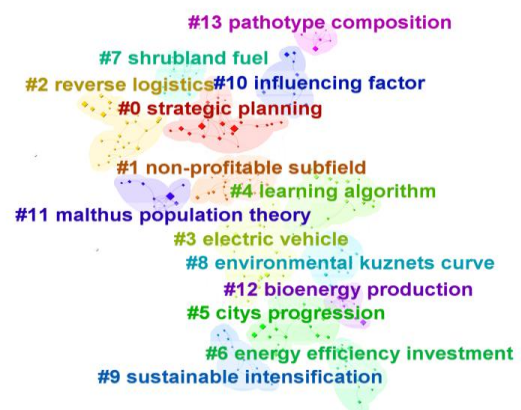 #13 pathotype composition
#7 shrubland fuel
#2 reverse logistics #10 influencing factor
#0 strategic planning
#1 non-profitable subfield
#4 learning algorithm
#11 malthus population theory
#3 electric vehicle
#8 environmental kuznets curve
#12 bioenergy production
#5 citys progression
#6 energy efficiency investment
#9 sustainable intensification